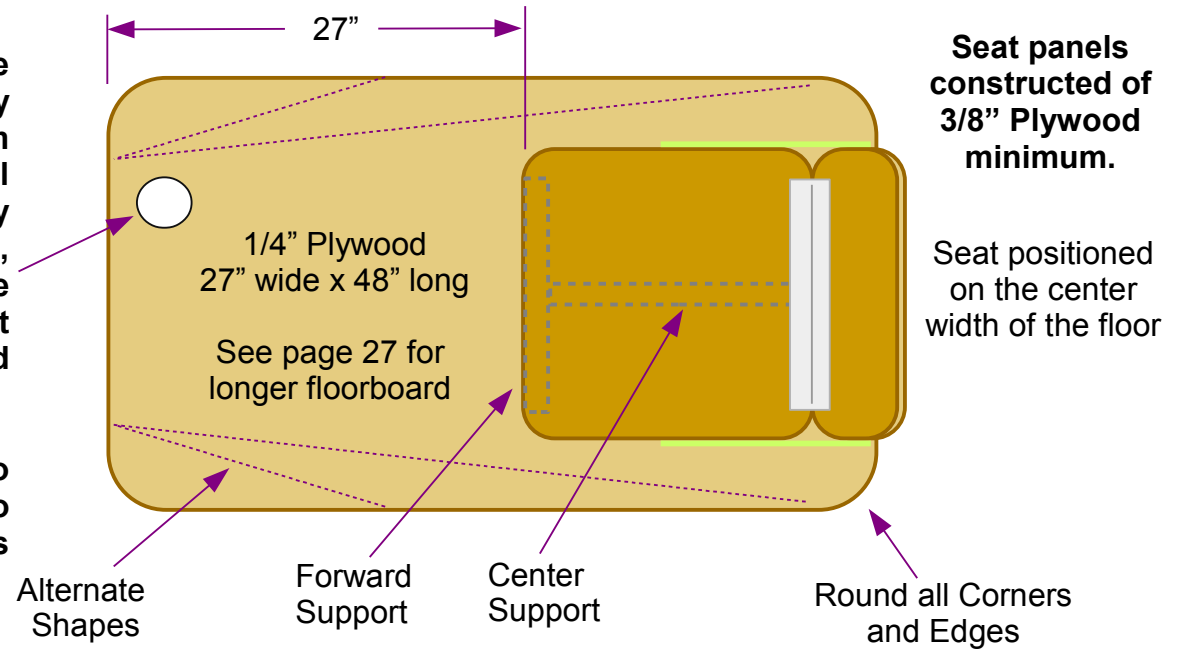 27”
Seat panels
constructed of
3/8” Plywood
minimum.
1/4” Plywood
27” wide x 48” long
See page 27 for
longer floorboard
Seat positioned
on the center
width of the floor
Alternate
Shapes
Forward
Support
Center
Support
Round all Corners
and Edges